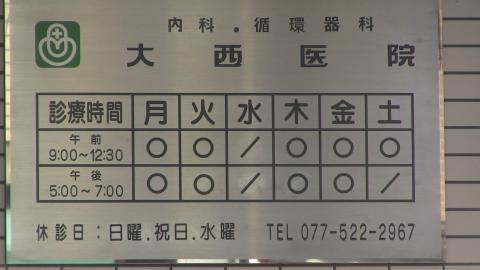 内科・循環器科
大西医院
診療時間 月 火 水 木 金 土
午前 9:00～12:30 ○ ○ ／ ○ ○ ○
午後 5:00～7:00 ○ ○ ／ ○ ○ ／
休診日：日曜．祝日．水曜 TEL 077-522-2967